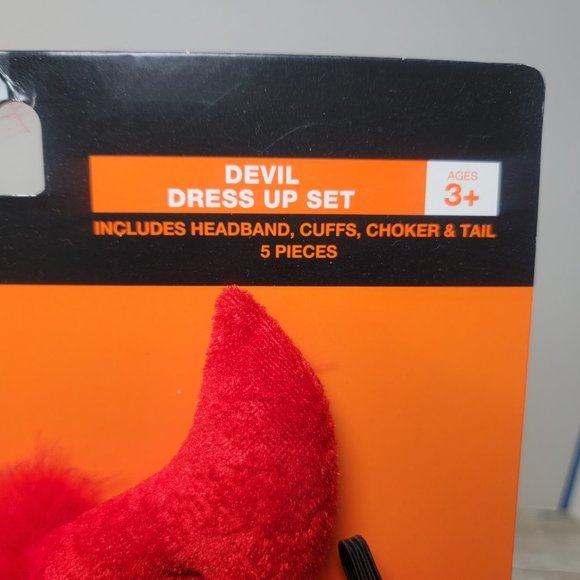 DEVIL
DRESS UP SET
AGES
3+
INCLUDES HEADBAND, CUFFS, CHOKER & TAIL
5 PIECES